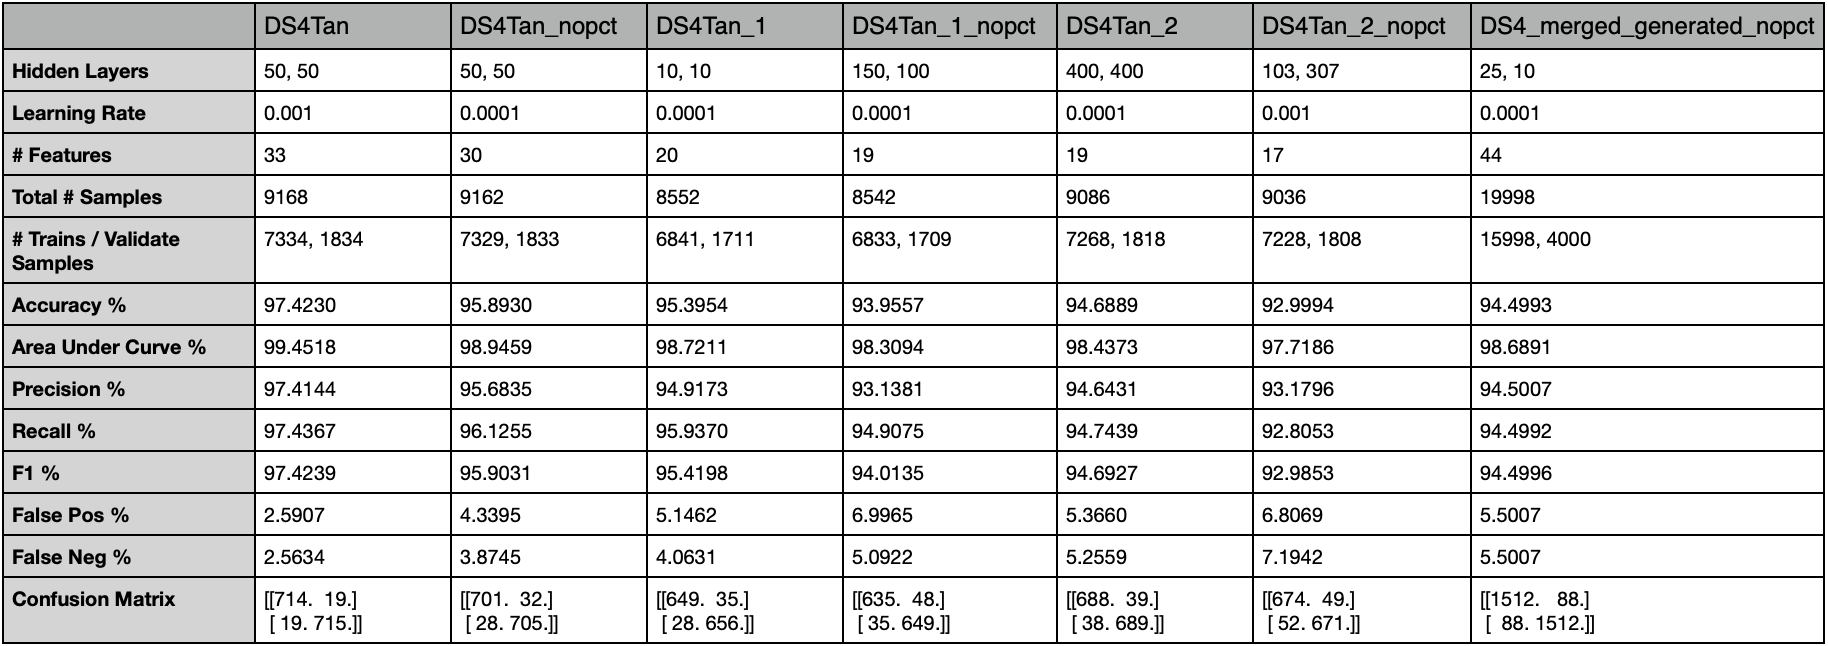 DS4Tan DS4Tan_nopct DS4Tan_1 DS4Tan_1_nopct DS4Tan_2 DS4Tan_2_nopct DS4_merged_generated_nopct
Hidden Layers 50, 50 50, 50 10, 10 150, 100 400, 400 103, 307 25, 10
Learning Rate 0.001 0.0001 0.0001 0.0001 0.0001 0.001 0.0001
# Features 33 30 20 19 19 17 44
Total # Samples 9168 9162 8552 8542 9086 9036 19998
# Trains / Validate 7334, 1834 7329, 1833 6841, 1711 6833, 1709 7268, 1818 7228, 1808 15998, 4000
Samples
Accuracy % 97.4230 95.8930 95.3954 93.9557 94.6889 92.9994 94.4993
Area Under Curve % 99.4518 98.9459 98.7211 98.3094 98.4373 97.7186 98.6891
Precision % 97.4144 95.6835 94.9173 93.1381 94.6431 93.1796 94.5007
Recall % 97.4367 96.1255 95.9370 94.9075 94.7439 92.8053 94.4992
F1 % 97.4239 95.9031 95.4198 94.0135 94.6927 92.9853 94.4996
False Pos % 2.5907 4.3395 5.1462 6.9965 5.3660 6.8069 5.5007
False Neg % 2.5634 3.8745 4.0631 5.0922 5.2559 7.1942 5.5007
Confusion Matrix [[714. 19.] [[701. 32.] [[649. 35.] [[635. 48.] [[688. 39.] [[674. 49.] [[1512. 88.]
[ 19. 715.]] [ 28. 705.]] [ 28. 656.]] [ 35. 649.]] [ 38. 689.]] [ 52. 671.]] [ 88. 1512.]]